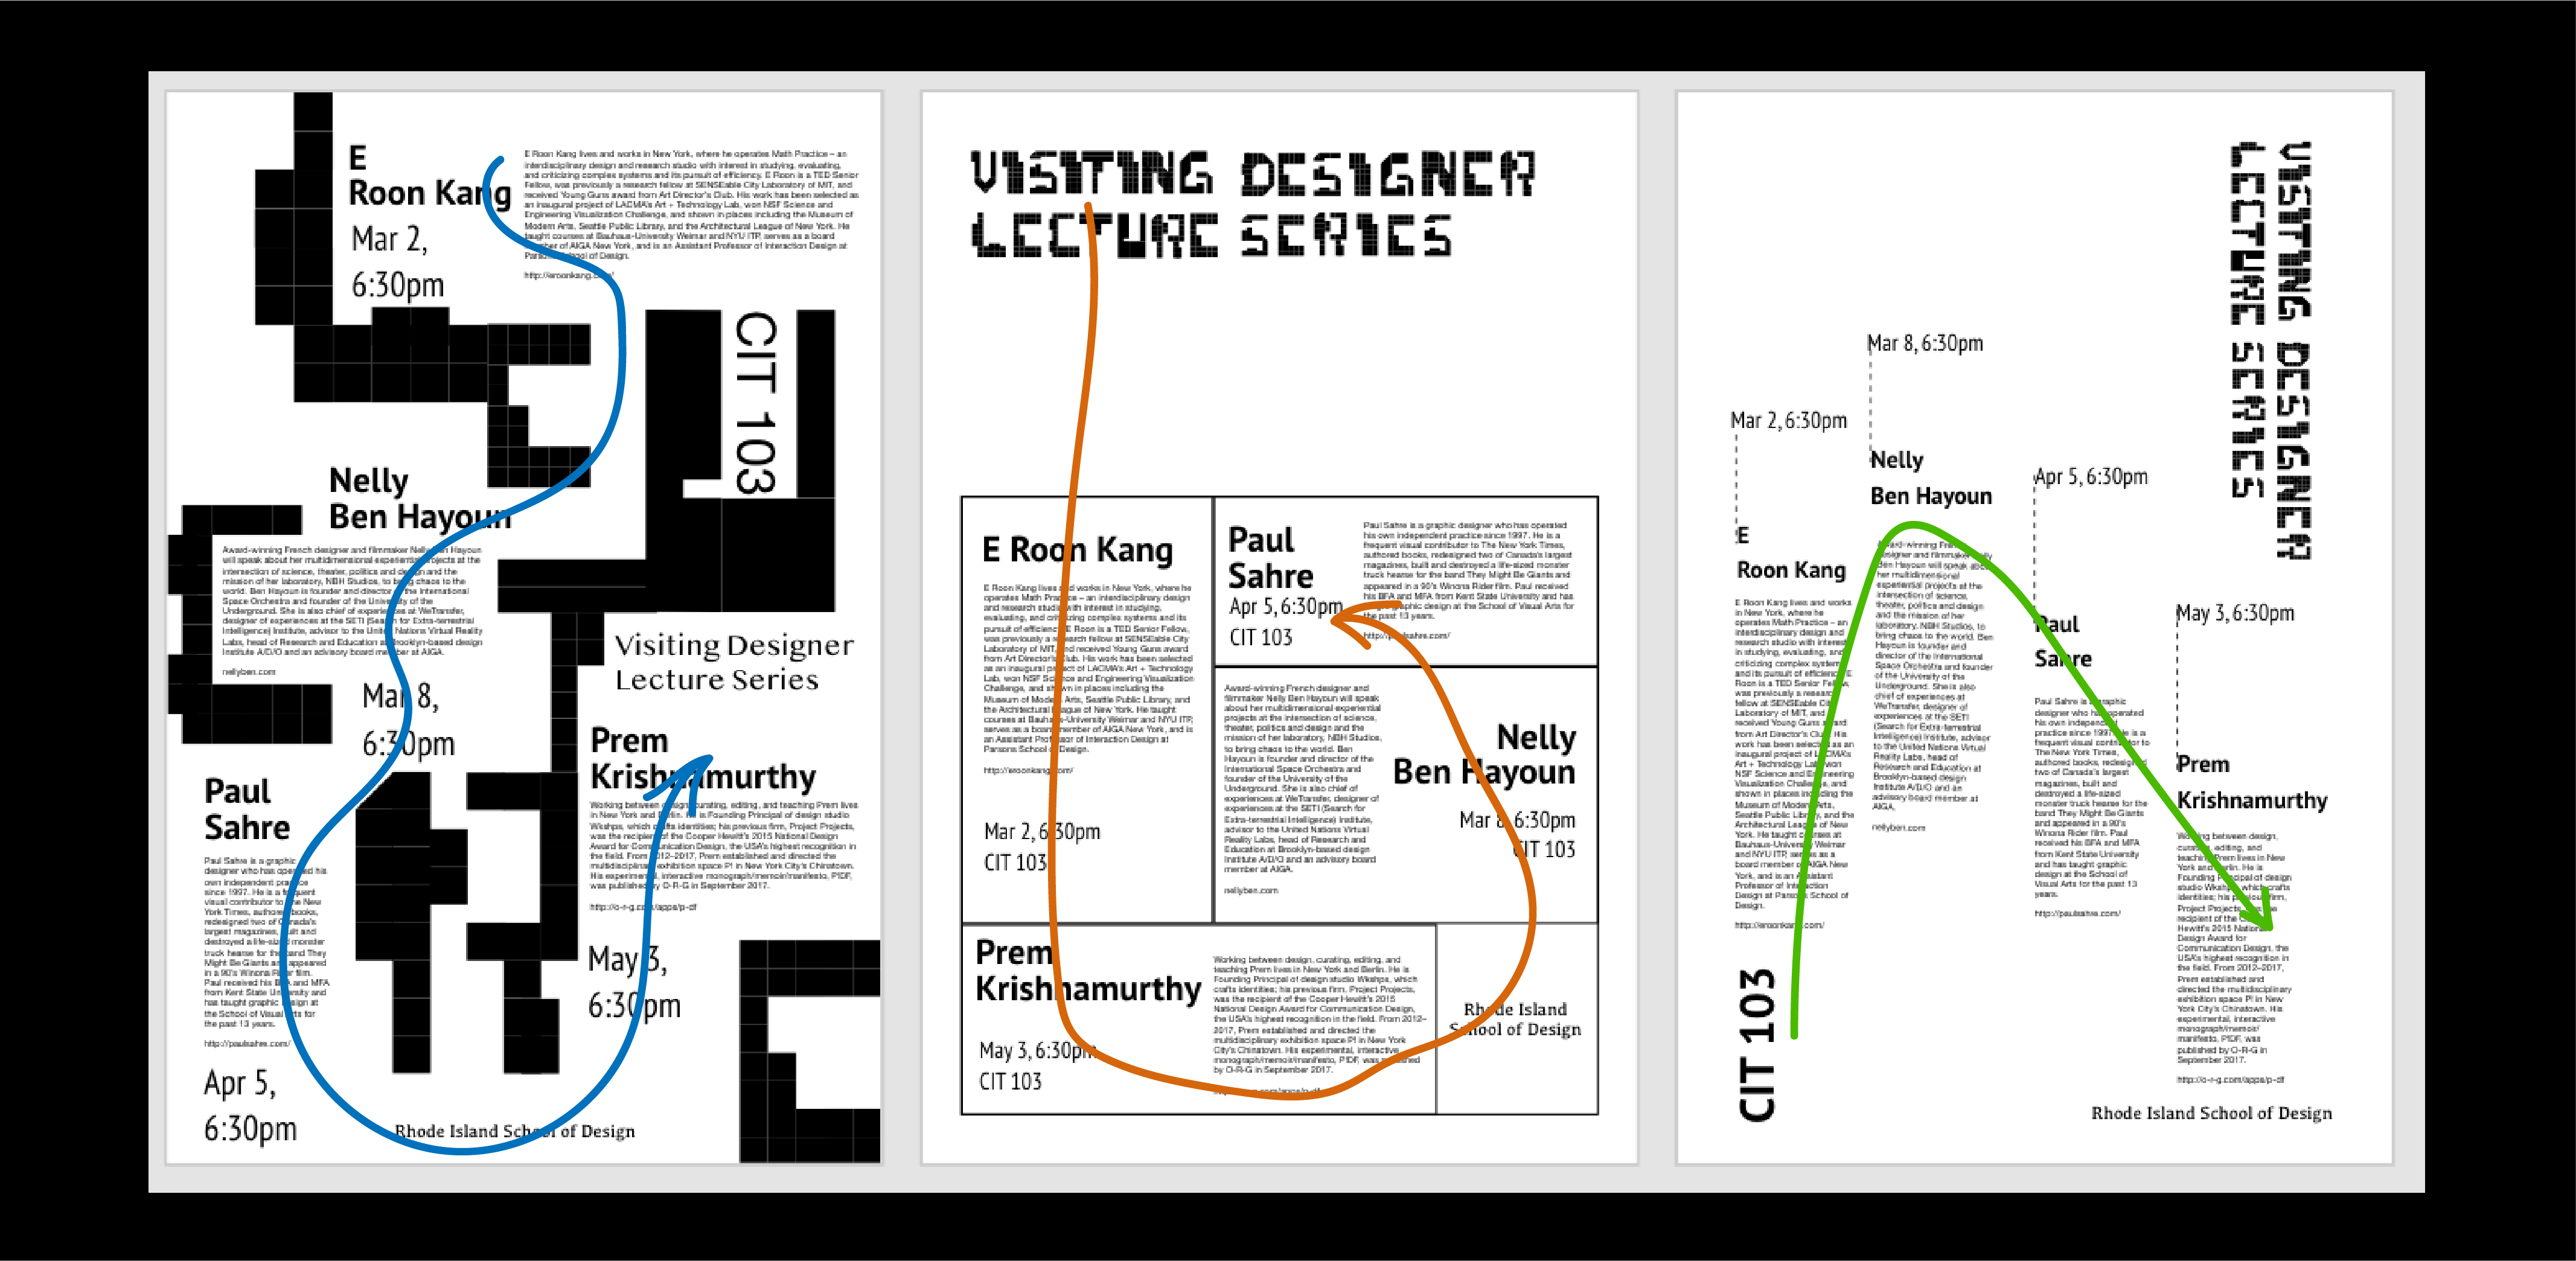 E
Roon Kang
Mar 2,
6:30pm
E Roon Kang lives and works in New York, where he operates Math Practice – an
interdisciplinary design and research studio with interest in studying, evaluating,
and criticizing complex systems and its pursuit of efficiency. E Roon is a TED Senior
Fellow, was previously a research fellow at SENSEable City Laboratory of MIT, and
received Young Guns award from Art Director's Club. His work has been selected as
an inaugural project of LACMA's Art + Technology Lab, won NSF Science and
Engineering Visualization Challenge, and shown in places including the Museum of
Modern Arts, Seattle Public Library, and the Architectural League of New York. He
taught courses at Bauhaus-University Weimar and NYU ITP, serves as a board
member of AIGA New York, and is an Assistant Professor of Interaction Design at
Parsons School of Design.
http://eroonkang.com/
CIT 103
Nelly
Ben Hayoun
Award-winning French designer and filmmaker Nelly Ben Hayoun
will speak about her multidimensional experiential projects at the
intersection of science, theater, politics and design and the
mission of her laboratory, NBH Studios, to bring chaos to the
world. Ben Hayoun is founder and director of the International
Space Orchestra and founder of the University of the
Underground. She is also chief of experiences at WeTransfer,
designer of experiences at the SETI (Search for Extra-terrestrial
Intelligence) Institute, advisor to the United Nations Virtual Reality
Labs, head of Research and Education at Brooklyn-based design
institute A/D/O and an advisory board member at AIGA.
nellyben.com
Mar 8,
6:30pm
Visiting Designer
Lecture Series
Paul
Sahre
Paul Sahre is a graphic
designer who has operated his
own independent practice
since 1997. He is a frequent
visual contributor to The New
York Times, authored books,
redesigned two of Canada's
largest magazines, built and
destroyed a life-sized monster
truck hearse for the band They
Might Be Giants and appeared
in a 90's Winona Rider film.
Paul received his BFA and MFA
from Kent State University and
has taught graphic design at
the School of Visual Arts for
the past 13 years.
http://paulsahre.com/
Apr 5,
6:30pm
Prem
Krishnamurthy
Working between design, curating, editing, and teaching Prem lives
in New York and Berlin. He is Founding Principal of design studio
Wkshps, which crafts identities; his previous firm, Project Projects,
was the recipient of the Cooper Hewitt's 2015 National Design
Award for Communication Design, the USA's highest recognition in
the field. From 2012–2017, Prem established and directed the
multidisciplinary exhibition space P! in New York City's Chinatown.
His experimental, interactive monograph/memoir/manifesto, P!DF,
was published by O-R-G in September 2017.
http://o-r-g.com/apps/p-df
May 3,
6:30pm
Rhode Island School of Design
VISITING DESIGNER
LECTURE SERIES
E Roon Kang
E Roon Kang lives and works in New York, where he
operates Math Practice – an interdisciplinary design
and research studio with interest in studying,
evaluating, and criticizing complex systems and its
pursuit of efficiency. E Roon is a TED Senior Fellow,
was previously a research fellow at SENSEable City
Laboratory of MIT, and received Young Guns award
from Art Director's Club. His work has been selected
as an inaugural project of LACMA's Art + Technology
Lab, won NSF Science and Engineering Visualization
Challenge, and shown in places including the
Museum of Modern Arts, Seattle Public Library, and
the Architectural League of New York. He taught
courses at Bauhaus-University Weimar and NYU ITP,
serves as a board member of AIGA New York, and is
an Assistant Professor of Interaction Design at
Parsons School of Design.
http://eroonkang.com/
Mar 2, 6:30pm
CIT 103
Paul
Sahre
Apr 5, 6:30pm
CIT 103
Paul Sahre is a graphic designer who has operated
his own independent practice since 1997. He is a
frequent visual contributor to The New York Times,
authored books, redesigned two of Canada's largest
magazines, built and destroyed a life-sized monster
truck hearse for the band They Might Be Giants and
appeared in a 90's Winona Rider film. Paul received
his BFA and MFA from Kent State University and has
taught graphic design at the School of Visual Arts for
the past 13 years.
http://paulsahre.com/
Award-winning French designer and
filmmaker Nelly Ben Hayoun will speak
about her multidimensional experiential
projects at the intersection of science,
theater, politics and design and the
mission of her laboratory, NBH Studios,
to bring chaos to the world. Ben
Hayoun is founder and director of the
International Space Orchestra and
founder of the University of the
Underground. She is also chief of
experiences at WeTransfer, designer of
experiences at the SETI (Search for
Extra-terrestrial Intelligence) Institute,
advisor to the United Nations Virtual
Reality Labs, head of Research and
Education at Brooklyn-based design
institute A/D/O and an advisory board
member at AIGA.
nellyben.com
Nelly
Ben Hayoun
Mar 8, 6:30pm
CIT 103
Prem
Krishnamurthy
May 3, 6:30pm
CIT 103
Working between design, curating, editing, and
teaching Prem lives in New York and Berlin. He is
Founding Principal of design studio Wkshps, which
crafts identities; his previous firm, Project Projects,
was the recipient of the Cooper Hewitt's 2015
National Design Award for Communication Design,
the USA's highest recognition in the field. From 2012–
2017, Prem established and directed the
multidisciplinary exhibition space P! in New York
City's Chinatown. His experimental, interactive
monograph/memoir/manifesto, P!DF, was published
by O-R-G in September 2017.
Rhode Island
School of Design
VISITING DESIGNER
LECTURE SERIES
Mar 2, 6:30pm
E
Roon Kang
E Roon Kang lives and works
in New York, where he
operates Math Practice – an
interdisciplinary design and
research studio with interest
in studying, evaluating, and
criticizing complex systems
and its pursuit of efficiency. E
Roon is a TED Senior Fellow,
was previously a research
fellow at SENSEable City
Laboratory of MIT, and
received Young Guns award
from Art Director's Club. His
work has been selected as an
inaugural project of LACMA's
Art + Technology Lab, won
NSF Science and Engineering
Visualization Challenge, and
shown in places including the
Museum of Modern Arts,
Seattle Public Library, and the
Architectural League of New
York. He taught courses at
Bauhaus-University Weimar
and NYU ITP, serves as a
board member of AIGA New
York, and is an Assistant
Professor of Interaction
Design at Parsons School of
Design.
http://eroonkang.com/
Mar 8, 6:30pm
Nelly
Ben Hayoun
Award-winning French
designer and filmmaker Nelly
Ben Hayoun will speak about
her multidimensional
experiential projects at the
intersection of science,
theater, politics and design
and the mission of her
laboratory, NBH Studios, to
bring chaos to the world. Ben
Hayoun is founder and
director of the International
Space Orchestra and founder
of the University of the
Underground. She is also
chief of experiences at
WeTransfer, designer of
experiences at the SETI
(Search for Extra-terrestrial
Intelligence) Institute, advisor
to the United Nations Virtual
Reality Labs, head of
Research and Education at
Brooklyn-based design
institute A/D/O and an
advisory board member at
AIGA.
nellyben.com
Apr 5, 6:30pm
Paul
Sahre
Paul Sahre is a graphic
designer who has operated
his own independent
practice since 1997. He is a
frequent visual contributor to
The New York Times,
authored books, redesigned
two of Canada's largest
magazines, built and
destroyed a life-sized
monster truck hearse for the
band They Might Be Giants
and appeared in a 90's
Winona Rider film. Paul
received his BFA and MFA
from Kent State University
and has taught graphic
design at the School of
Visual Arts for the past 13
years.
http://paulsahre.com/
May 3, 6:30pm
Prem
Krishnamurthy
Working between design,
curating, editing, and
teaching Prem lives in New
York and Berlin. He is
Founding Principal of design
studio Wkshps, which crafts
identities; his previous firm,
Project Projects, was the
recipient of the Cooper
Hewitt's 2015 National
Design Award for
Communication Design, the
USA's highest recognition in
the field. From 2012–2017,
Prem established and
directed the multidisciplinary
exhibition space P! in New
York City's Chinatown. His
experimental, interactive
monograph/memoir/
manifesto, P!DF, was
published by O-R-G in
September 2017.
http://o-r-g.com/apps/p-df
CIT 103
Rhode Island School of Design